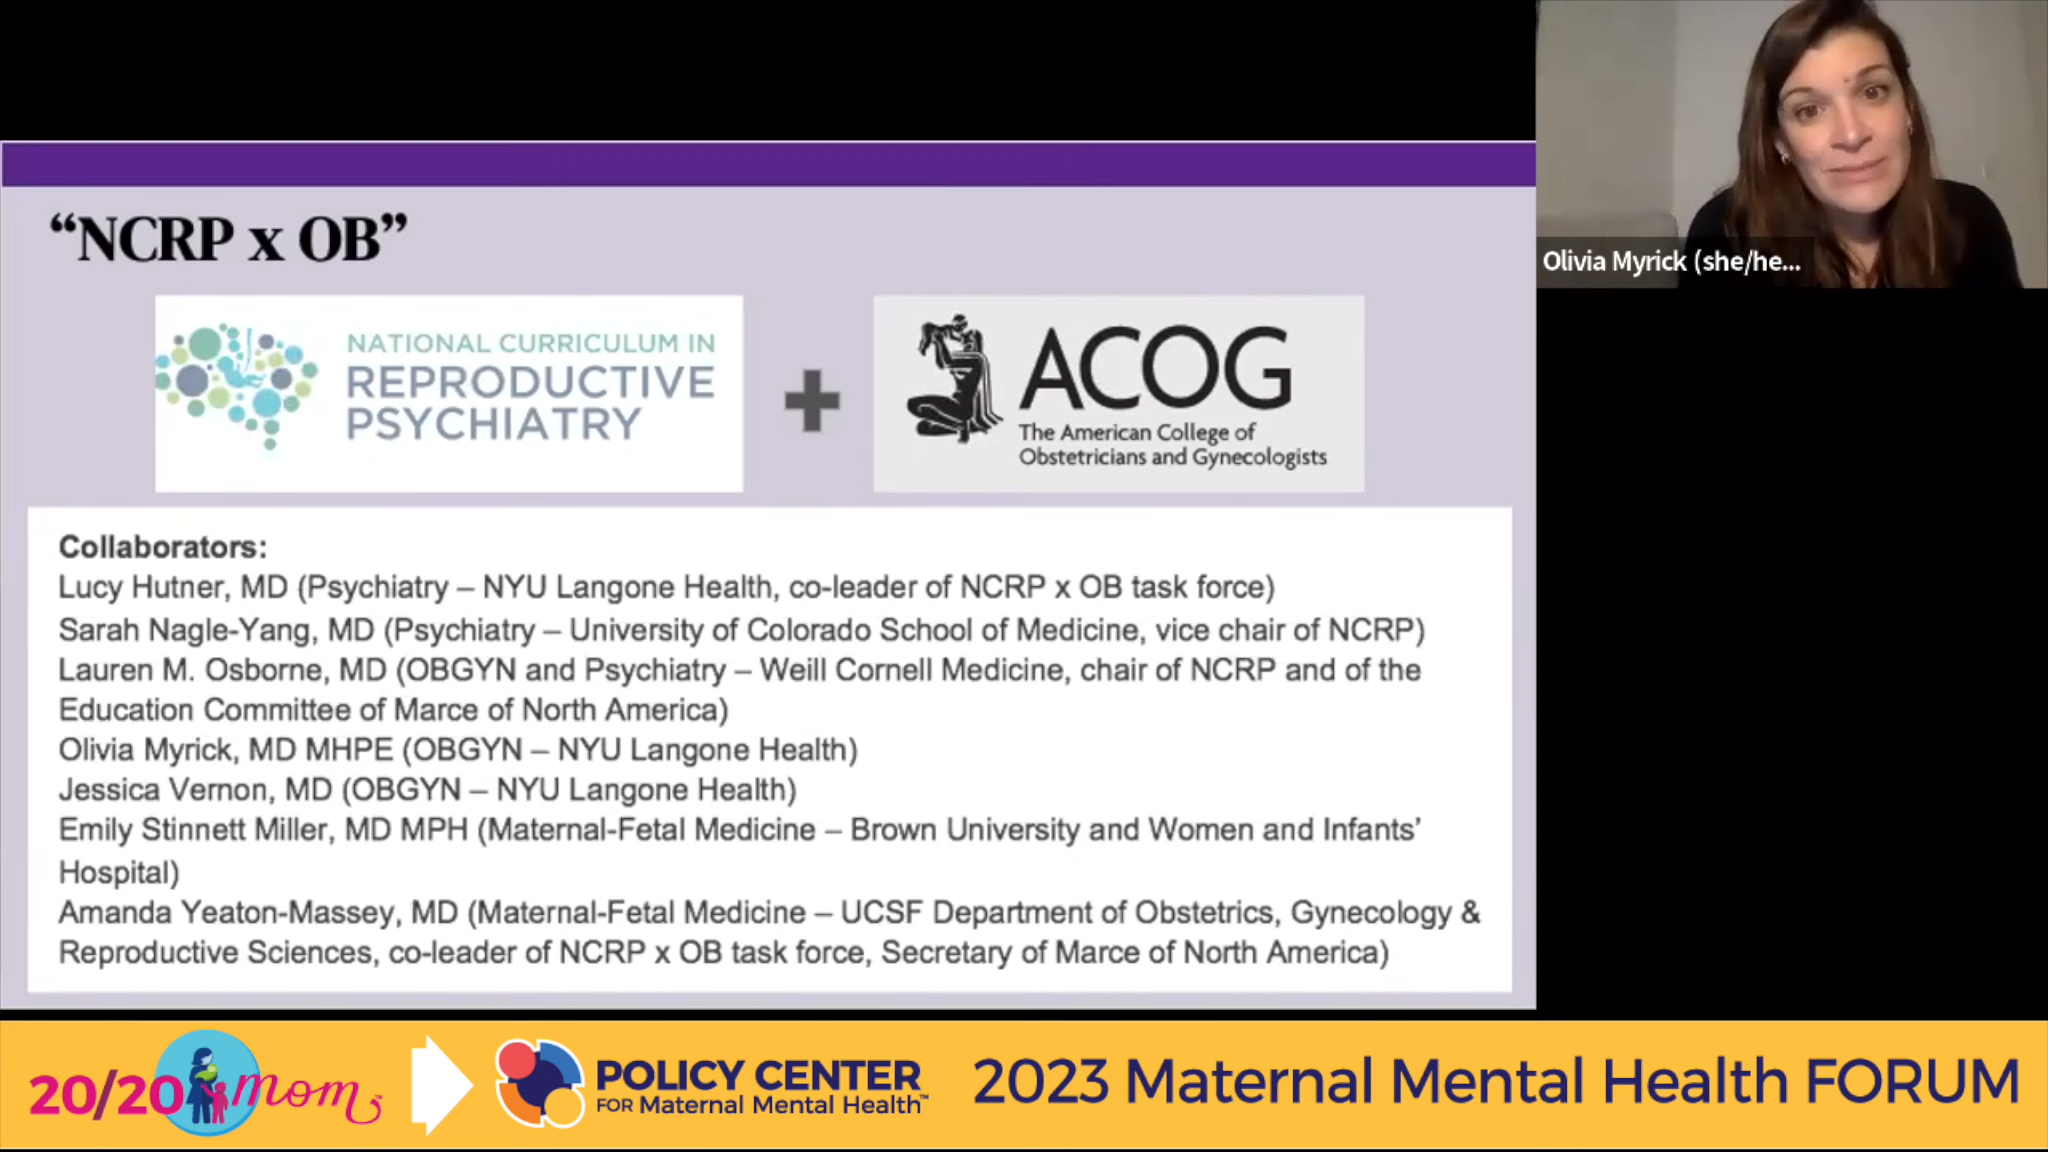 “NCRP x OB”
NATIONAL CURRICULUM IN
REPRODUCTIVE
PSYCHIATRY
ACOG
The American College of
Obstetricians and Gynecologists
Olivia Myrick (she/he...
Collaborators:
Lucy Hutner, MD (Psychiatry – NYU Langone Health, co-leader of NCRP x OB task force)
Sarah Nagle-Yang, MD (Psychiatry – University of Colorado School of Medicine, vice chair of NCRP)
Lauren M. Osborne, MD (OBGYN and Psychiatry – Weill Cornell Medicine, chair of NCRP and of the
Education Committee of Marce of North America)
Olivia Myrick, MD MHPE (OBGYN – NYU Langone Health)
Jessica Vernon, MD (OBGYN – NYU Langone Health)
Emily Stinnett Miller, MD MPH (Maternal-Fetal Medicine – Brown University and Women and Infants’
Hospital)
Amanda Yeaton-Massey, MD (Maternal-Fetal Medicine – UCSF Department of Obstetrics, Gynecology &
Reproductive Sciences, co-leader of NCRP x OB task force, Secretary of Marce of North America)
20/20 mom
POLICY CENTER
FOR Maternal Mental Health™
2023 Maternal Mental Health FORUM